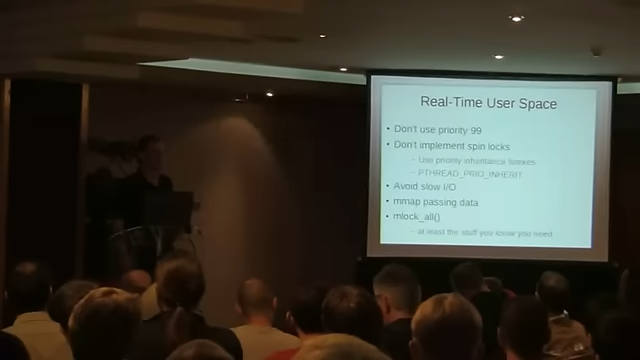 Real-Time User Space
• Don't use priority 99
• Don't implement spin locks
– Use priority inheritance futexes
– PTHREAD_PRIO_INHERIT
• Avoid slow I/O
• mmap passing data
• mlock_all()
– at least the stuff you know you need